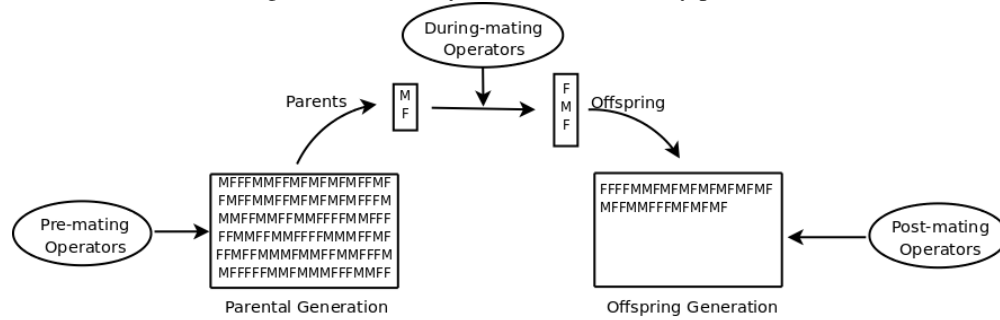 During-mating
Operators
Parents
M
F
F
M
F
Offspring
MFFFMMFFMFMFMFMFFMF
FMFFMMFFMFMFMFMFFFM
MMFFMMFFMMFFFFMMFFF
FFMMFFMMFFFFMMMFFMF
FFMFFMMMFMMFFMMFFFM
MFFFFFMMFMMMFFFMMFF
FFFFMMFMFMFMFMFMFMF
MFFMMFFFMFMFMF
Pre-mating
Operators
Post-mating
Operators
Parental Generation
Offspring Generation